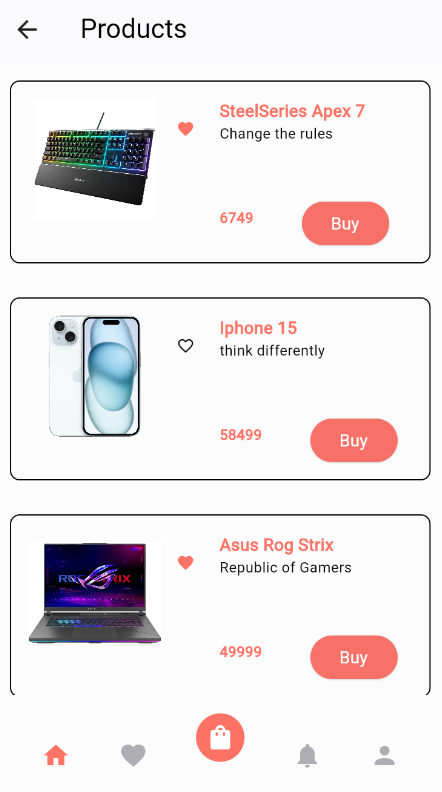 Products
SteelSeries Apex 7
Change the rules
6749
Buy
Iphone 15
think differently
58499
Buy
Asus Rog Strix
Republic of Gamers
49999
Buy